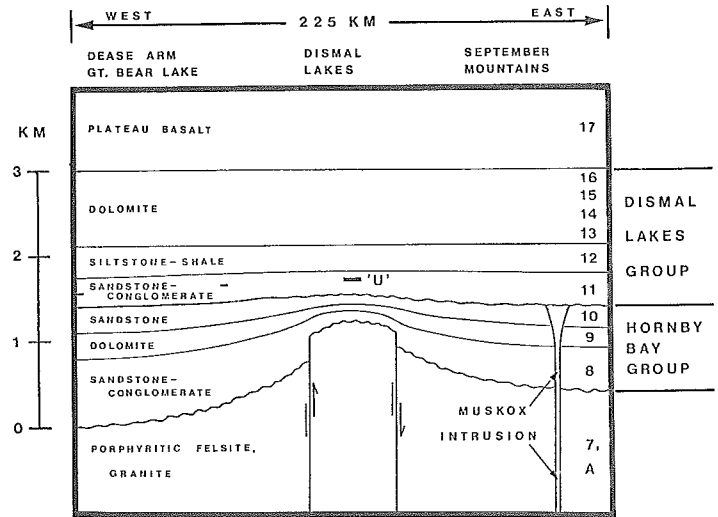 WEST
EAST
225 KM
DEASE ARM
GT. BEAR LAKE
DISMAL
LAKES
SEPTEMBER
MOUNTAINS
KM
3
2
1
0
PLATEAU BASALT
17
DOLOMITE
16
15
14
13
SILTSTONE-SHALE
12
'U'
SANDSTONE-
CONGLOMERATE
11
SANDSTONE
10
DOLOMITE
9
SANDSTONE-
CONGLOMERATE
8
MUSKOX
INTRUSION
PORPHYRITIC FELSITE,
GRANITE
7,
A
DISMAL
LAKES
GROUP
HORNBY
BAY
GROUP